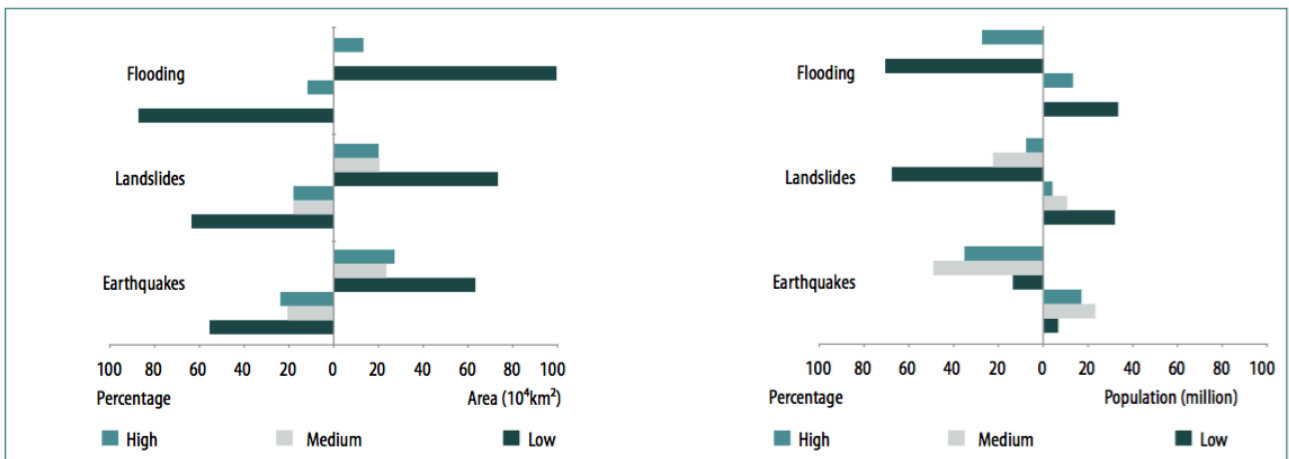 Flooding
Landslides
Earthquakes
100 80 60 40 20 0 20 40 60 80 100
Percentage Area (10⁴km²)
High Medium Low
Flooding
Landslides
Earthquakes
100 80 60 40 20 0 20 40 60 80 100
Percentage Population (million)
High Medium Low